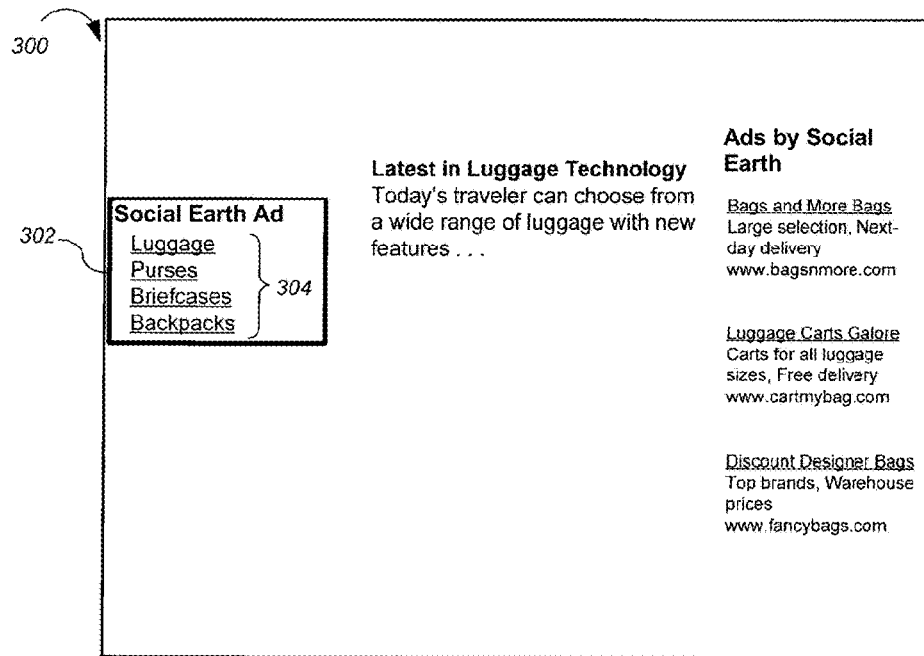 300
302
Social Earth Ad
Luggage
Purses
Briefcases
Backpacks
304
Latest in Luggage Technology
Today's traveler can choose from
a wide range of luggage with new
features . . .
Ads by Social
Earth
Bags and More Bags
Large selection, Next-
day delivery
www.bagsnmore.com
Luggage Carts Galore
Carts for all luggage
sizes, Free delivery
www.cartmybag.com
Discount Designer Bags
Top brands, Warehouse
prices
www.fancybags.com